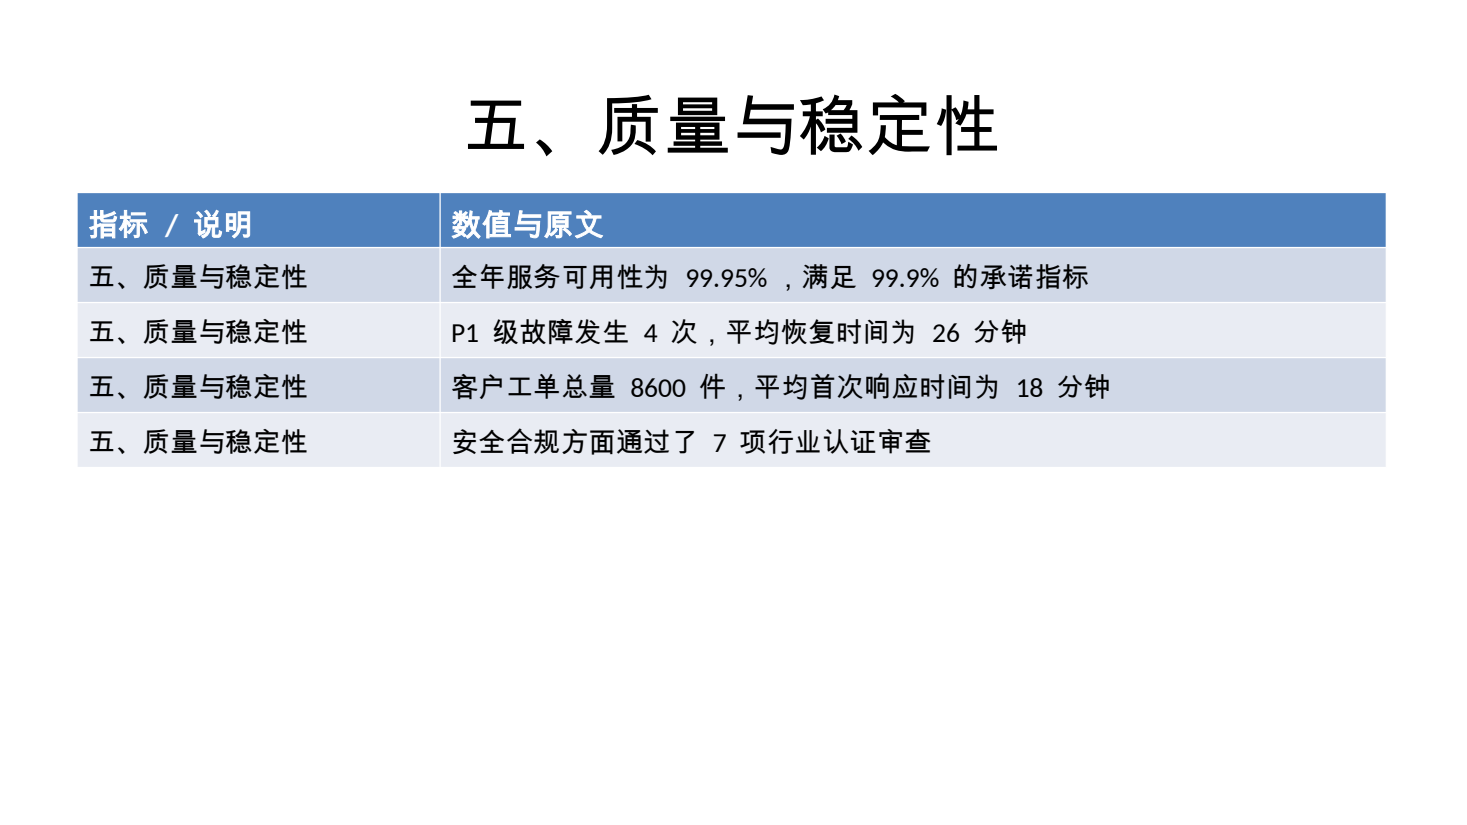 五、质量与稳定性
指标 / 说明 数值与原文
五、质量与稳定性 全年服务可用性为 99.95% ，满足 99.9% 的承诺指标
五、质量与稳定性 P1 级故障发生 4 次，平均恢复时间为 26 分钟
五、质量与稳定性 客户工单总量 8600 件，平均首次响应时间为 18 分钟
五、质量与稳定性 安全合规方面通过了 7 项行业认证审查